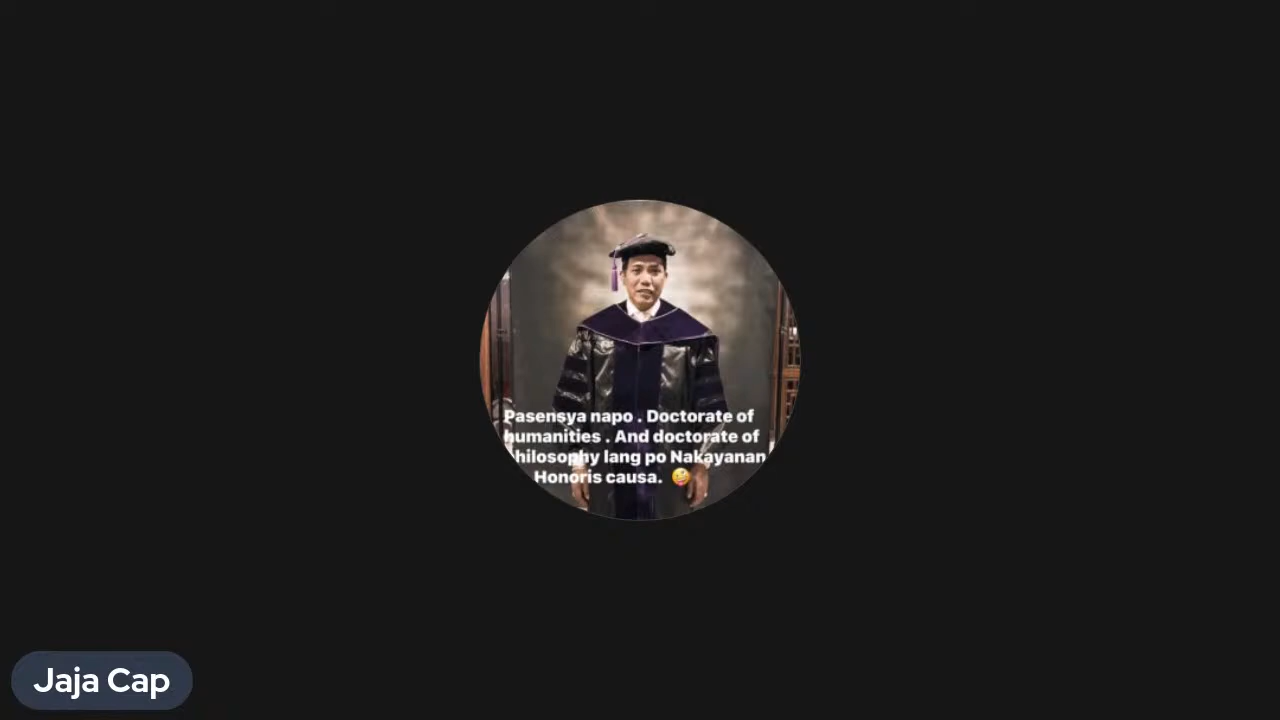 Pasensya napo . Doctorate of
humanities . And doctorate of
hilosophy lang po Nakayanan
Honoris causa. 🤪
Jaja Cap